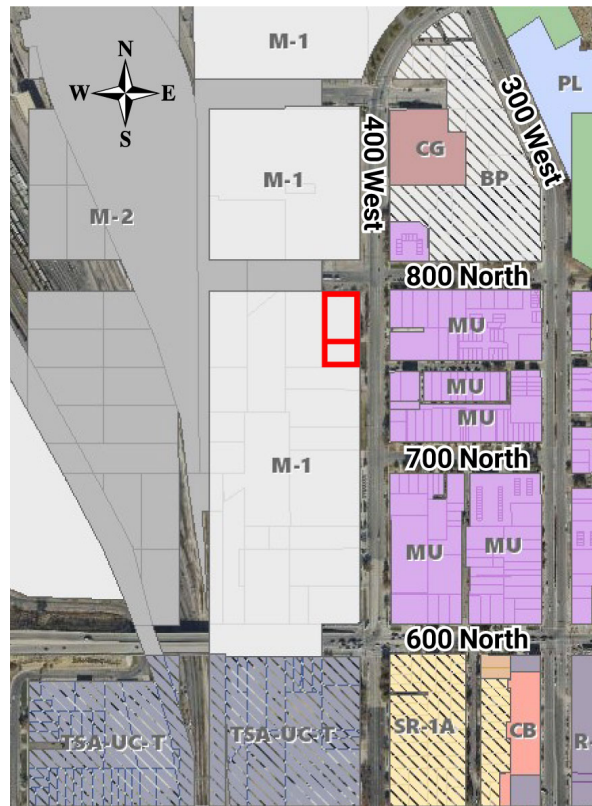 M-1
N
W E
S
PL
300 West
400 West
CG
M-1
BP
M-2
800 North
MU
MU
MU
M-1
700 North
MU
MU
600 North
TSA-UC-T
TSA-UC-T
SR-1A
CB
R-